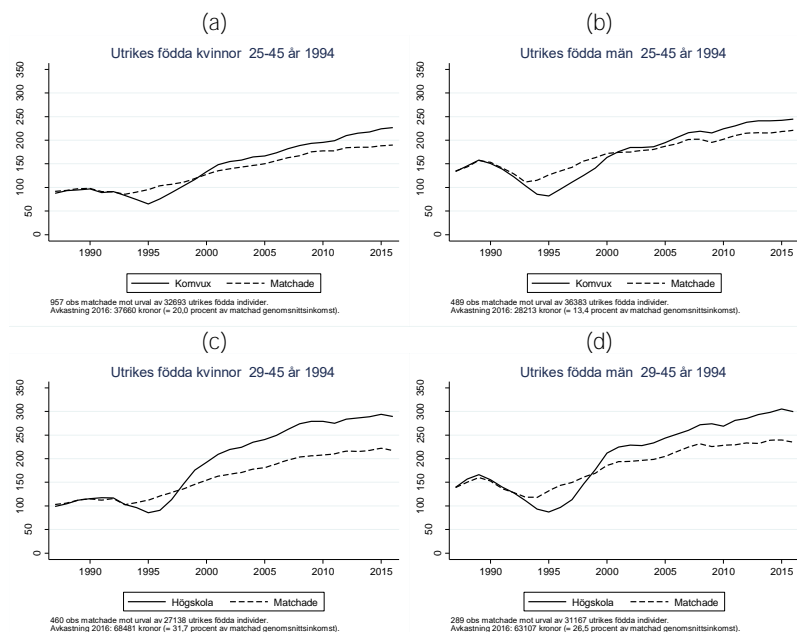 (a)
Utrikes födda kvinnor 25-45 år 1994
350
300
250
200
150
100
50
0
1990 1995 2000 2005 2010 2015
Komvux Matchade
957 obs matchade mot urval av 32693 utrikes födda individer.
Avkastning 2016: 37660 kronor (= 20,0 procent av matchad genomsnittsinkomst).
(b)
Utrikes födda män 25-45 år 1994
350
300
250
200
150
100
50
0
1990 1995 2000 2005 2010 2015
Komvux Matchade
489 obs matchade mot urval av 36383 utrikes födda individer.
Avkastning 2016: 28213 kronor (= 13,4 procent av matchad genomsnittsinkomst).
(c)
Utrikes födda kvinnor 29-45 år 1994
350
300
250
200
150
100
50
0
1990 1995 2000 2005 2010 2015
Högskola Matchade
460 obs matchade mot urval av 27138 utrikes födda individer.
Avkastning 2016: 68481 kronor (= 31,7 procent av matchad genomsnittsinkomst).
(d)
Utrikes födda män 29-45 år 1994
350
300
250
200
150
100
50
0
1990 1995 2000 2005 2010 2015
Högskola Matchade
289 obs matchade mot urval av 31167 utrikes födda individer.
Avkastning 2016: 63107 kronor (= 26,5 procent av matchad genomsnittsinkomst).